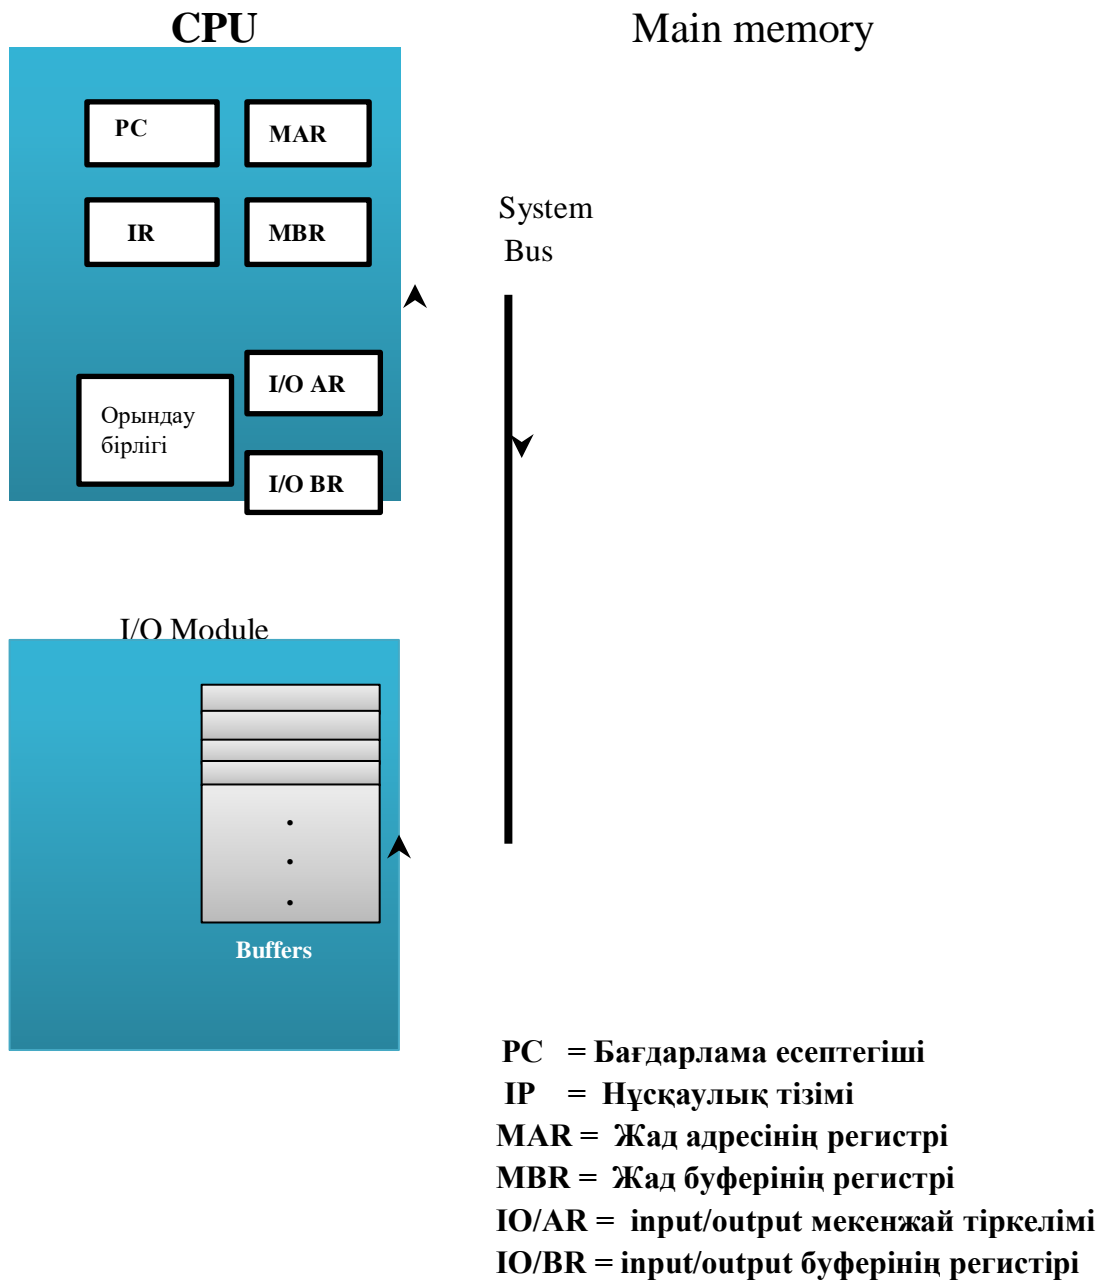 CPU
Main memory
PC
MAR
System
Bus
IR
MBR
I/O AR
Орындау
бірлігі
I/O BR
I/O Module
.
.
.
Buffers
PC = Бағдарлама есептегіші
IP = Нұсқаулық тізімі
MAR = Жад адресінің регистрі
MBR = Жад буферінің регистрі
IO/AR = input/output мекенжай тіркелімі
IO/BR = input/output буферінің регистірі